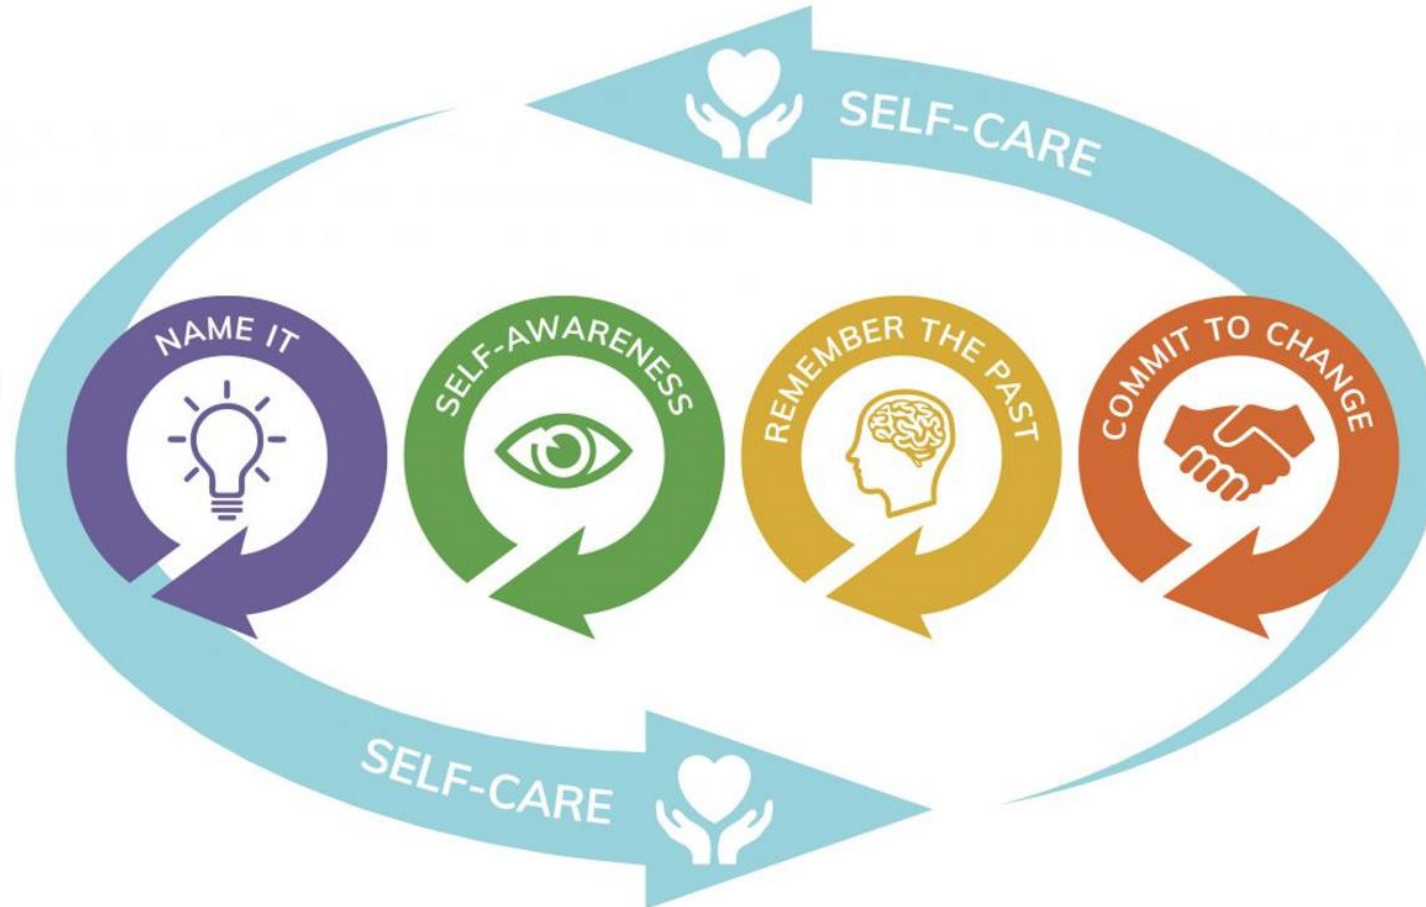 SELF-CARE
NAME IT
SELF-AWARENESS
REMEMBER THE PAST
COMMIT TO CHANGE
SELF-CARE